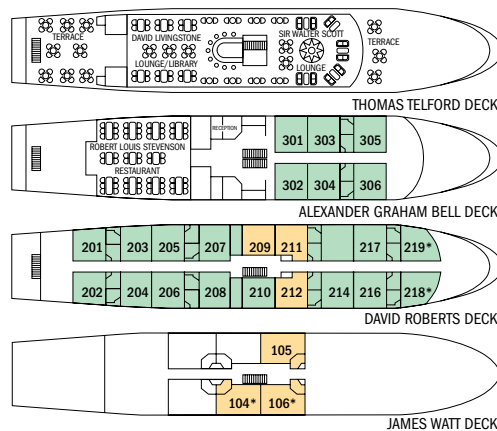 TERRACE
DAVID LIVINGSTONE
LOUNGE/LIBRARY
SIR WALTER SCOTT
LOUNGE
TERRACE
THOMAS TELFORD DECK
RECEPTION
ROBERT LOUIS STEVENSON
RESTAURANT
301 303 305
302 304 306
ALEXANDER GRAHAM BELL DECK
201 203 205 207 209 211 217 219*
202 204 206 208 210 212 214 216 218*
DAVID ROBERTS DECK
105
104* 106*
JAMES WATT DECK